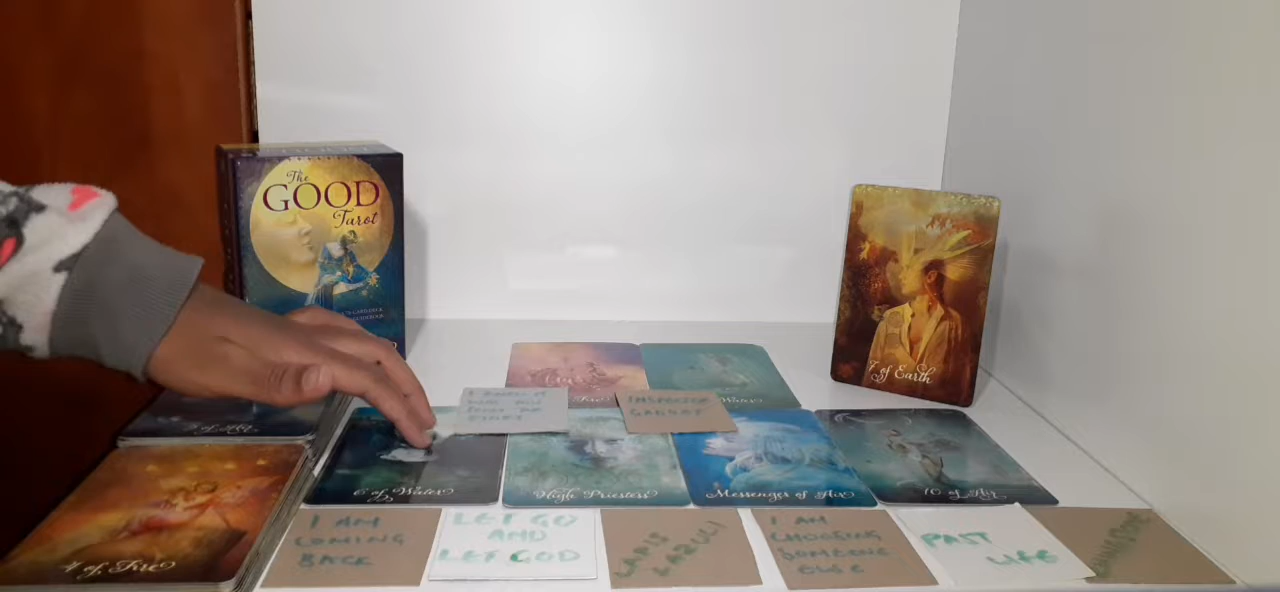 The
GOOD
Tarot
7 of Earth
INSPECTOR
GADGET
Water
6 of Water
High Priestess
Messenger of Air
10 of Air
4 of Fire
I AM
COMING
BACK
LET GO
AND
LET GOD
LAPIS
LAZULI
I AM
CHOOSING
SOMEONE
ELSE
PAST
LIFE